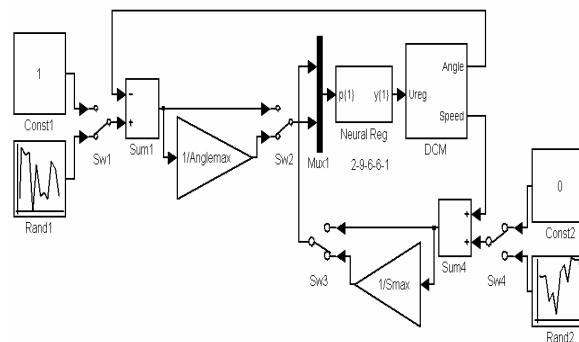 1
Const1
Rand1
Sw1
−
+
Sum1
1/Anglemax
Sw2
Mux1
p{1} y{1}
Neural Reg
2-9-6-6-1
Angle
Ureg
Speed
DCM
0
Const2
+
+
Sum4
Sw4
Rand2
1/Smax
Sw3